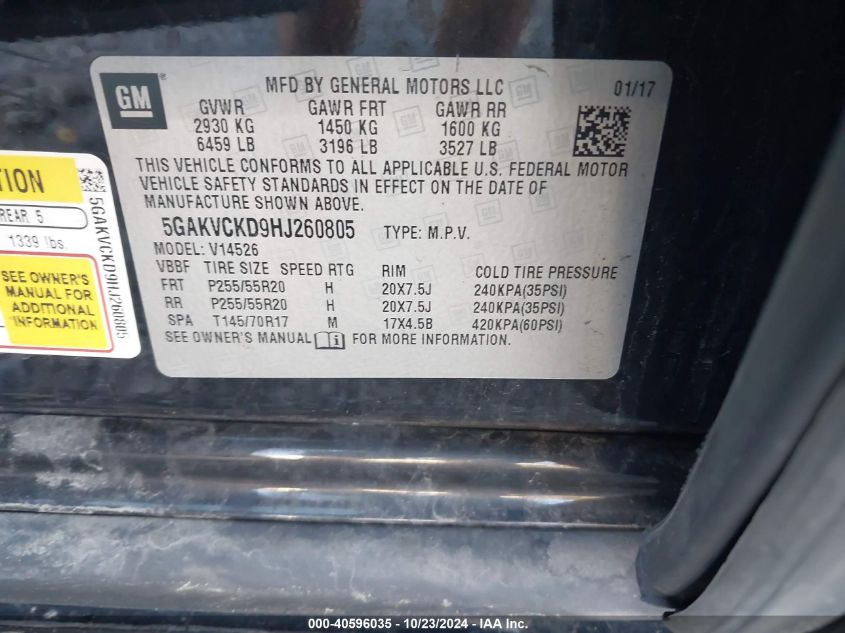 GM
®
MFD BY GENERAL MOTORS LLC
01/17
GVWR GAWR FRT GAWR RR
2930 KG 1450 KG 1600 KG
6459 LB 3196 LB 3527 LB
THIS VEHICLE CONFORMS TO ALL APPLICABLE U.S. FEDERAL MOTOR
VEHICLE SAFETY STANDARDS IN EFFECT ON THE DATE OF
MANUFACTURE SHOWN ABOVE.
5GAKVCKD9HJ260805 TYPE: M.P.V.
MODEL: V14526
VBBF TIRE SIZE SPEED RTG RIM COLD TIRE PRESSURE
FRT P255/55R20 H 20X7.5J 240KPA(35PSI)
RR P255/55R20 H 20X7.5J 240KPA(35PSI)
SPA T145/70R17 M 17X4.5B 420KPA(60PSI)
SEE OWNER'S MANUAL i FOR MORE INFORMATION.
TION
REAR 5
1339 lbs.
SEE OWNER'S
MANUAL FOR
ADDITIONAL
INFORMATION
5GAKVCKD9HJ260805
000-40596035 - 10/23/2024 - IAA Inc.